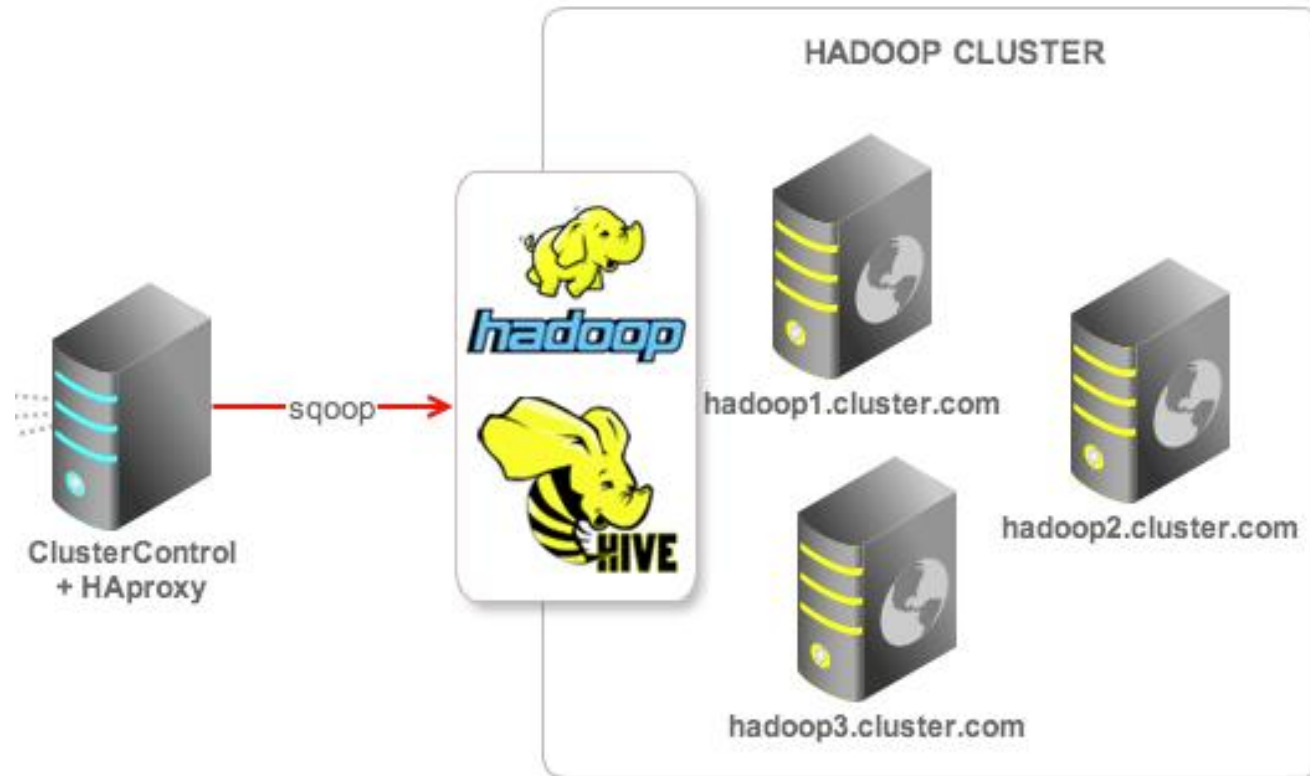 HADOOP CLUSTER
hadoop
HIVE
sqoop
ClusterControl
+ HAproxy
hadoop1.cluster.com
hadoop2.cluster.com
hadoop3.cluster.com